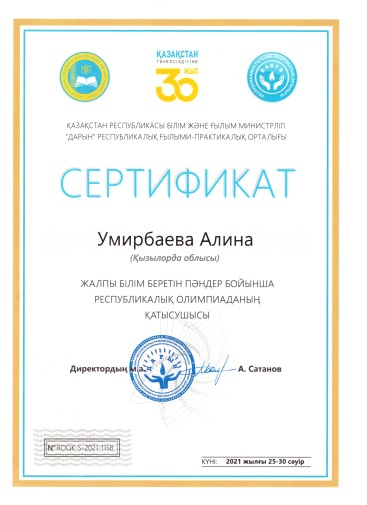 ҚАЗАҚСТАН
ТӘУЕЛСІЗДІГІНЕ
30 ЖЫЛ
ҚАЗАҚСТАН РЕСПУБЛИКАСЫ БІЛІМ ЖӘНЕ ҒЫЛЫМ МИНИСТРЛІГІ
"ДАРЫН" РЕСПУБЛИКАЛЫҚ ҒЫЛЫМИ-ПРАКТИКАЛЫҚ ОРТАЛЫҒЫ
СЕРТИФИКАТ
Умирбаева Алина
(Қызылорда облысы)
ЖАЛПЫ БІЛІМ БЕРЕТІН ПӘНДЕР БОЙЫНША
РЕСПУБЛИКАЛЫҚ ОЛИМПИАДАНЫҢ
ҚАТЫСУШЫСЫ
Директордың м.а. А. Сатанов
№ ROQK S-2021 1158
КҮНІ: 2021 жылғы 25-30 сәуір